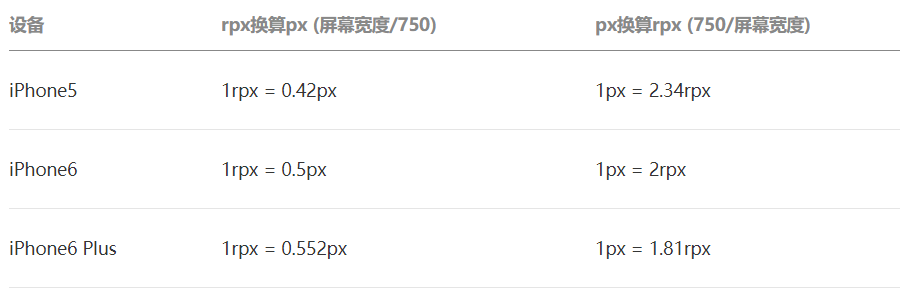 设备 rpx换算px (屏幕宽度/750) px换算rpx (750/屏幕宽度)
iPhone5 1rpx = 0.42px 1px = 2.34rpx
iPhone6 1rpx = 0.5px 1px = 2rpx
iPhone6 Plus 1rpx = 0.552px 1px = 1.81rpx